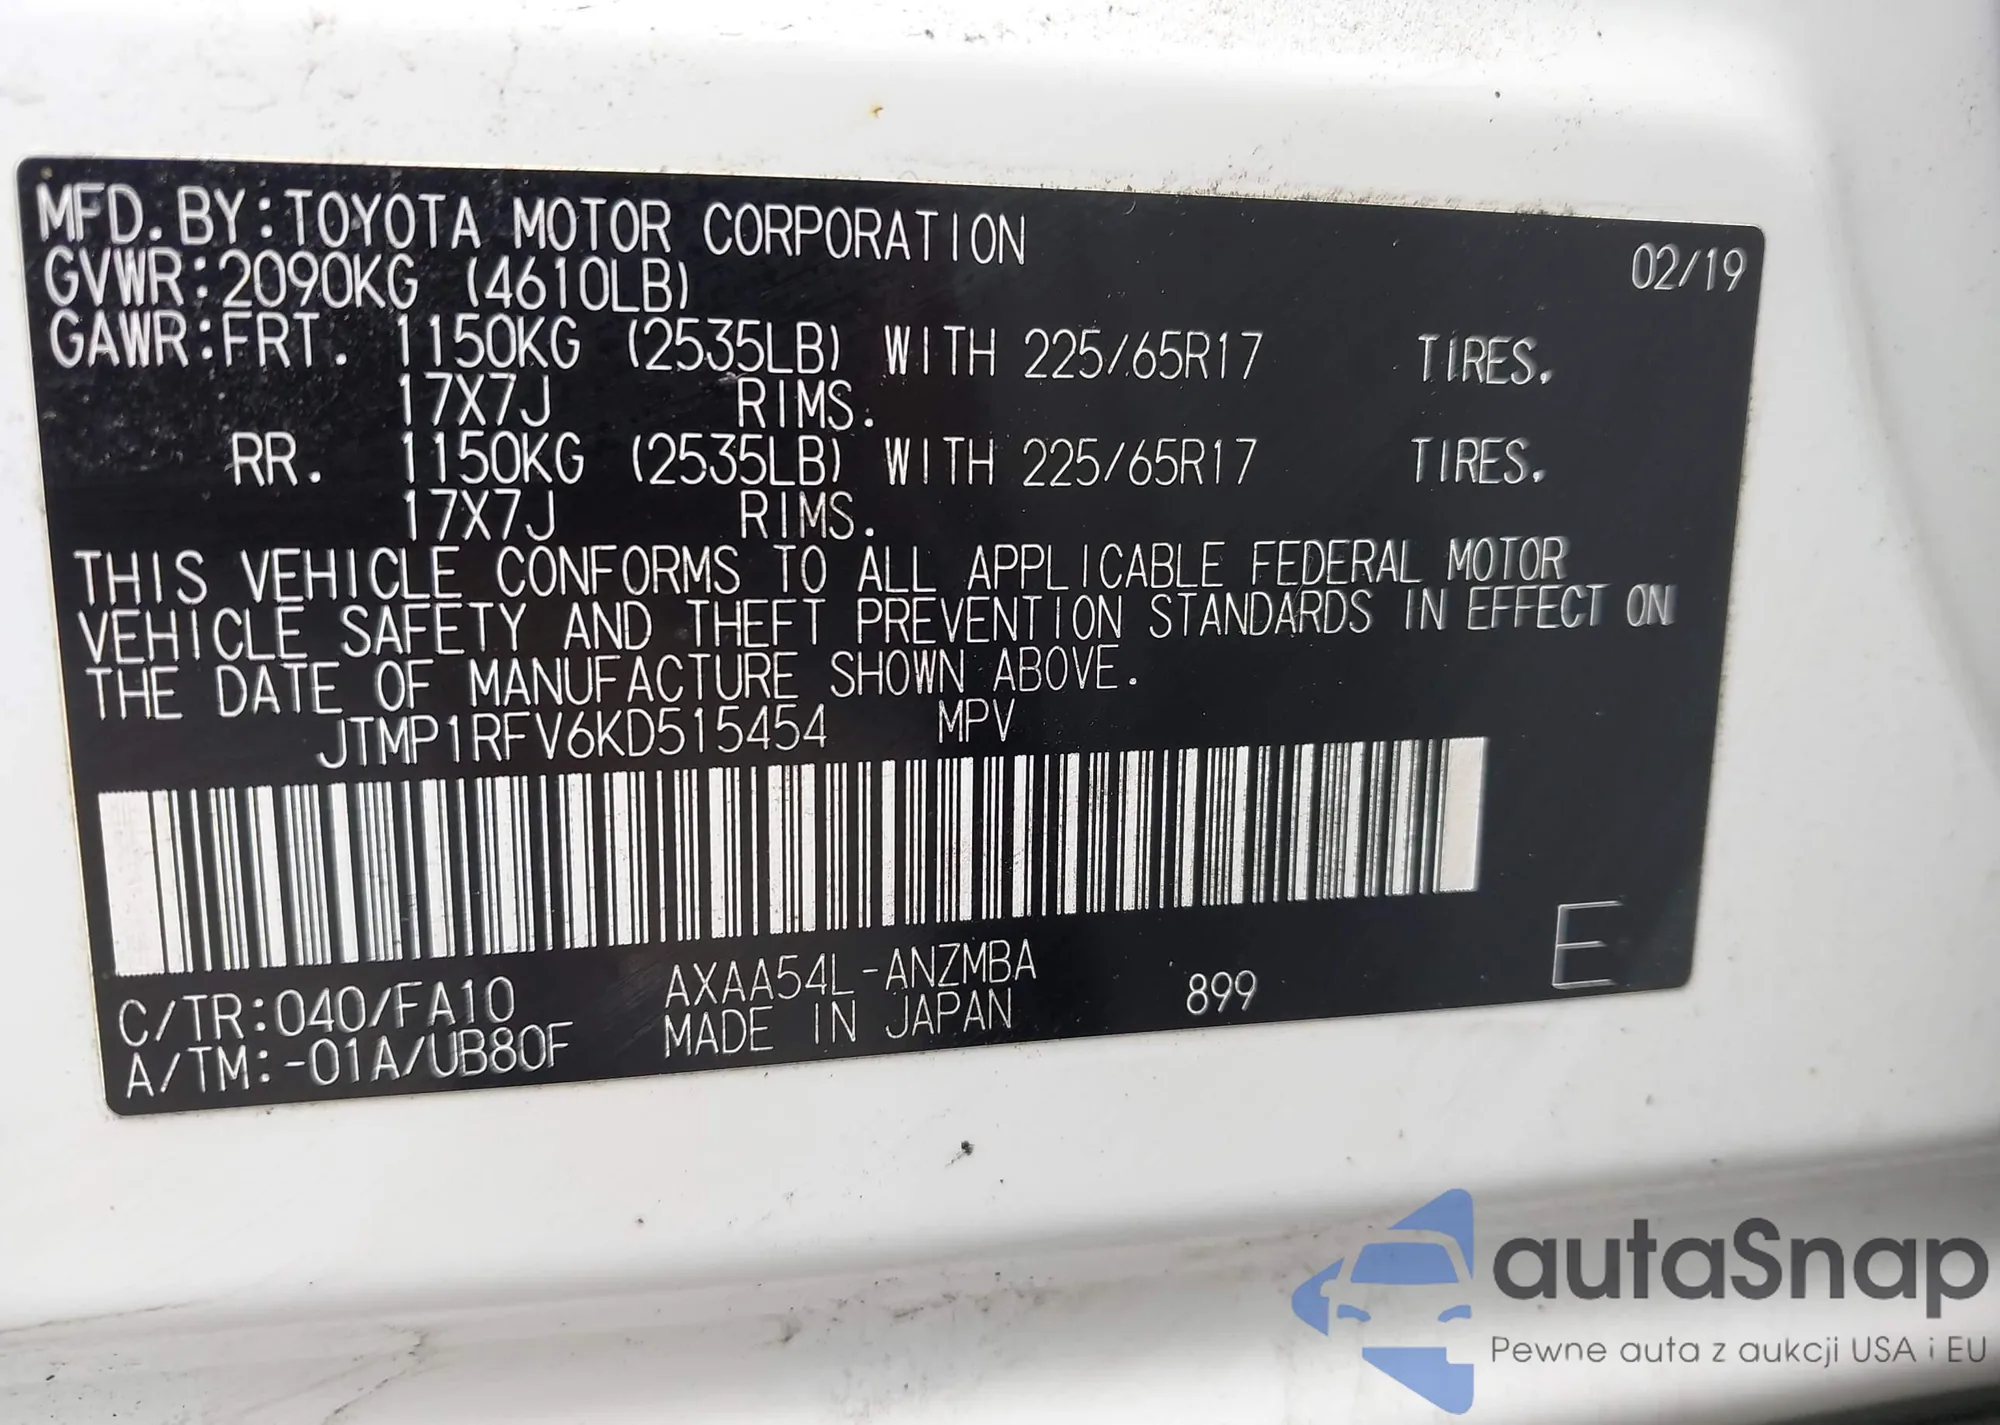 MFD. BY: TOYOTA MOTOR CORPORATION 02/19
GVWR: 2090KG (4610LB)
GAWR: FRT. 1150KG (2535LB) WITH 225/65R17 TIRES.
17X7J RIMS.
RR. 1150KG (2535LB) WITH 225/65R17 TIRES.
17X7J RIMS.
THIS VEHICLE CONFORMS TO ALL APPLICABLE FEDERAL MOTOR
VEHICLE SAFETY AND THEFT PREVENTION STANDARDS IN EFFECT ON
THE DATE OF MANUFACTURE SHOWN ABOVE.
JTMP1RFV6KD515454 MPV
C/TR: 040/FA10 AXAA54L-ANZMBA 899 E
A/TM: -01A/UB80F MADE IN JAPAN
autaSnap
Pewne auta z aukcji USA i EU